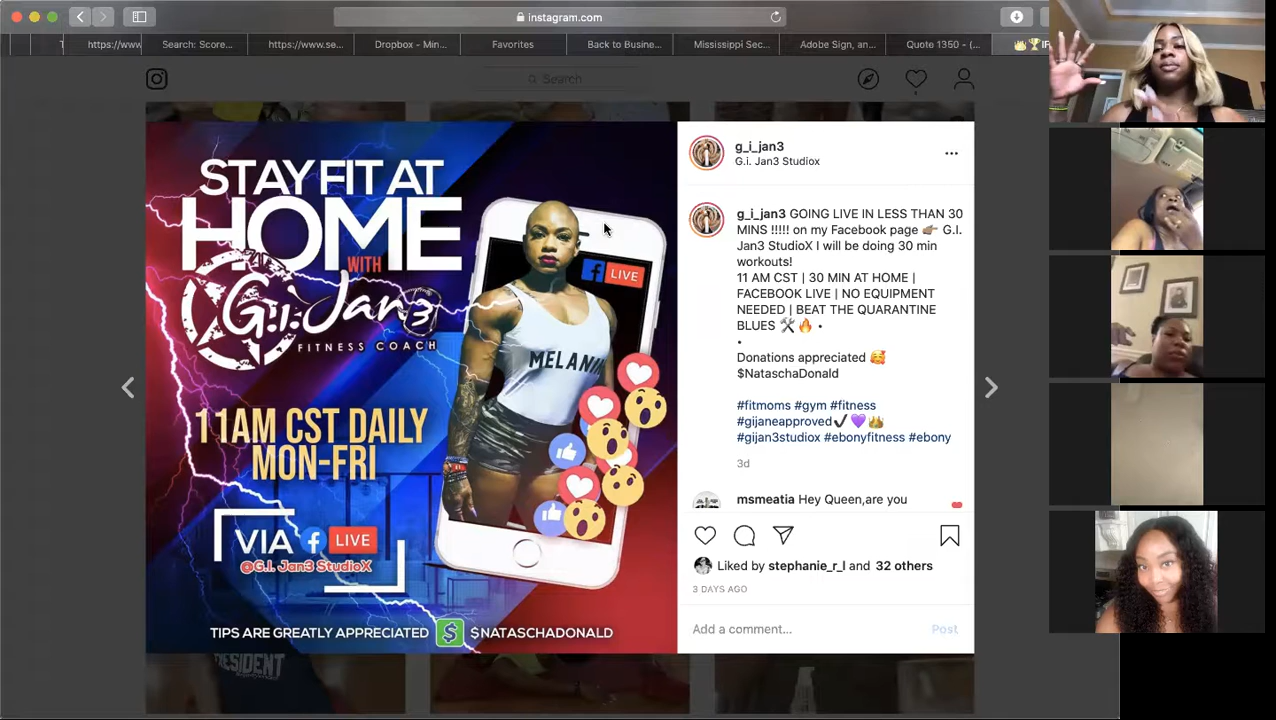 instagram.com
https://www
Search: Score...
https://www.se...
Dropbox - Min...
Favorites
Back to Busine...
Mississippi Sec...
Adobe Sign, an...
Quote 1350 - (...
Search
STAY FIT AT
HOME
WITH
G.i. Jan3
FITNESS COACH
11AM CST DAILY
MON-FRI
VIA f LIVE
@G.I. Jan3 StudioX
TIPS ARE GREATLY APPRECIATED $ $NATASCHADONALD
f LIVE
MELANIN
g_i_jan3
G.i. Jan3 Studiox
g_i_jan3 GOING LIVE IN LESS THAN 30
MINS !!!!! on my Facebook page 👉🏽 G.I.
Jan3 StudioX I will be doing 30 min
workouts!
11 AM CST | 30 MIN AT HOME |
FACEBOOK LIVE | NO EQUIPMENT
NEEDED | BEAT THE QUARANTINE
BLUES 🛠🔥 •
•
Donations appreciated 🥰
$NataschaDonald
#fitmoms #gym #fitness
#gijaneapproved✔💜👑
#gijan3studiox #ebonyfitness #ebony
3d
msmeatia Hey Queen,are you
Liked by stephanie_r_l and 32 others
3 DAYS AGO
Add a comment...
Post